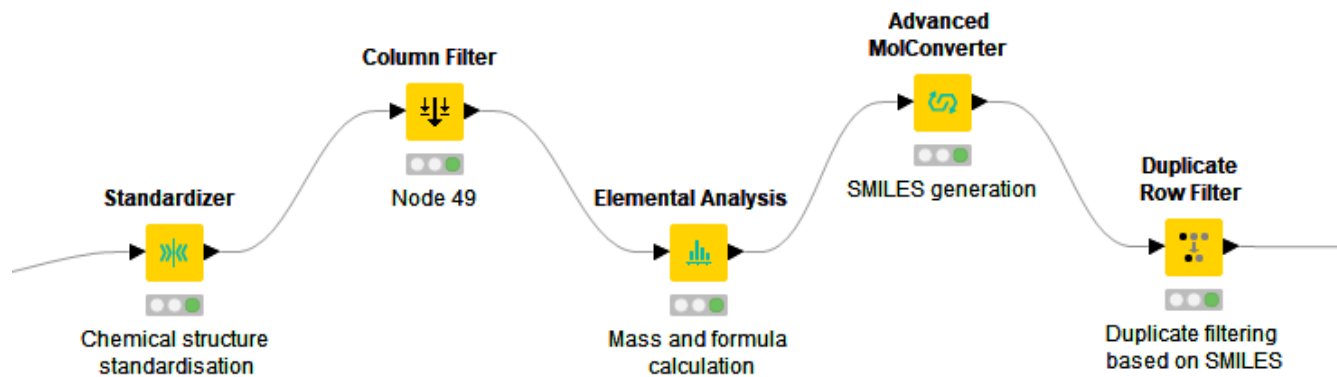 Standardizer
Chemical structure
standardisation
Column Filter
Node 49
Elemental Analysis
Mass and formula
calculation
Advanced
MolConverter
SMILES generation
Duplicate
Row Filter
Duplicate filtering
based on SMILES